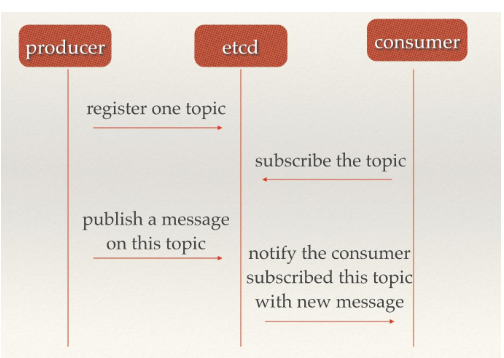 producer
etcd
consumer
register one topic
subscribe the topic
publish a message
on this topic
notify the consumer
subscribed this topic
with new message